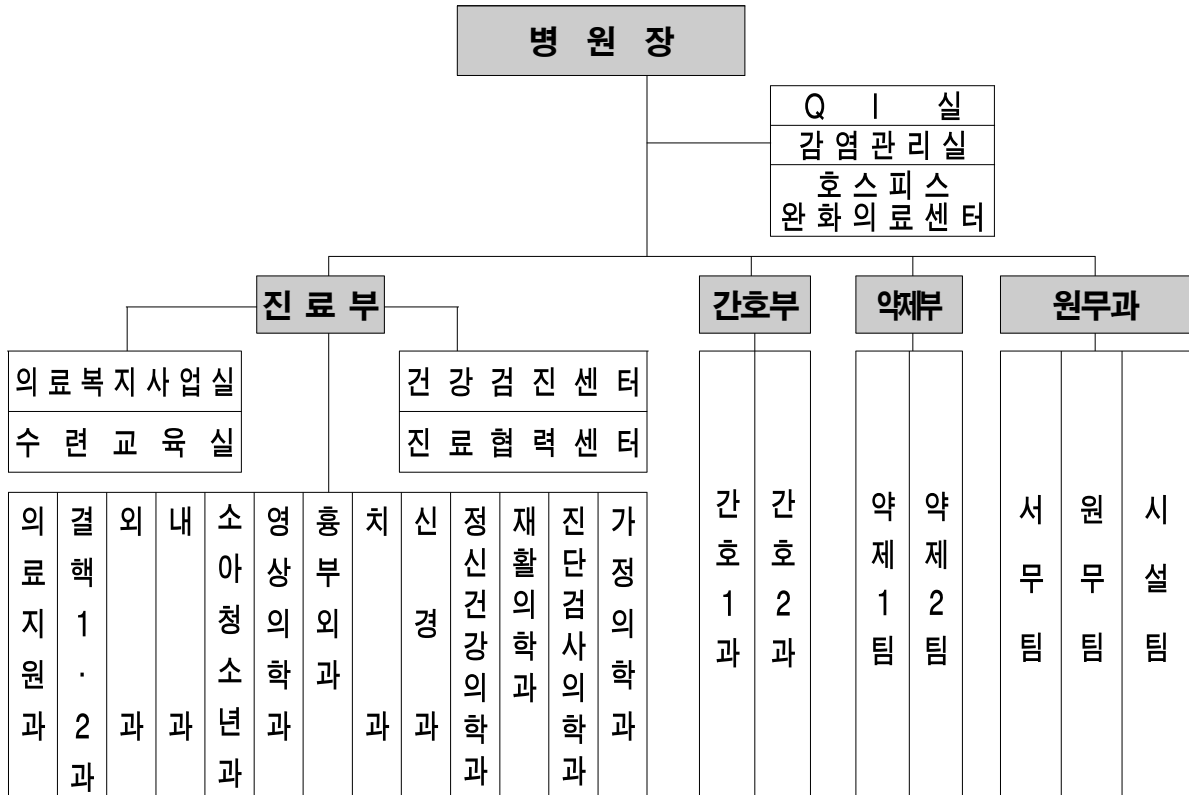 병 원 장
Q I 실
감염관리실
호스피스
완화의료센터
진료부
간호부
약제부
원무과
의료복지사업실
수련교육실
건강검진센터
진료협력센터
의료지원과
결핵1·2과
외과
내과
소아청소년과
영상의학과
흉부외과
치과
신경과
정신건강의학과
재활의학과
진단검사의학과
가정의학과
간호1과
간호2과
약제1팀
약제2팀
서무팀
원무팀
시설팀